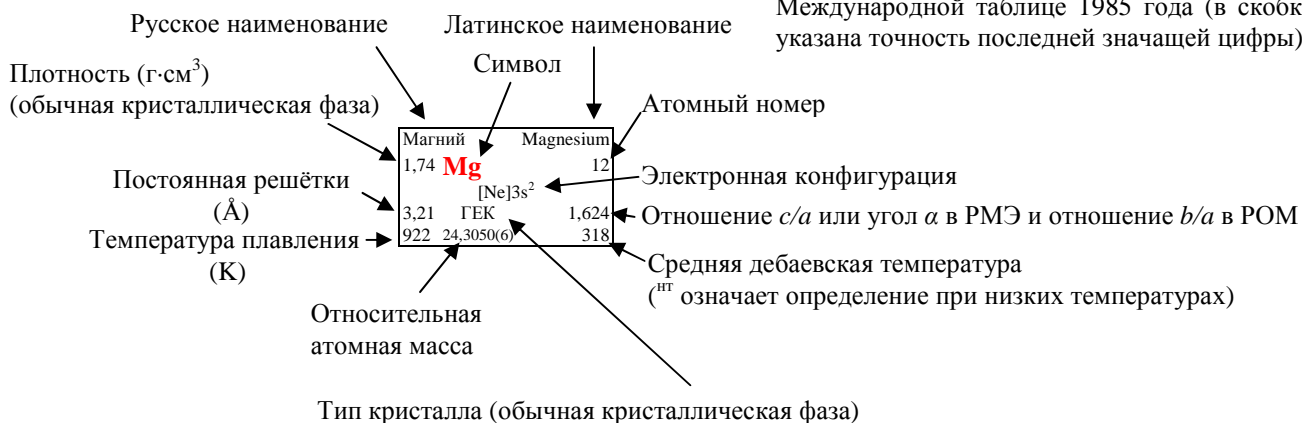 Международной таблице 1985 года (в скобк
указана точность последней значащей цифры)
Русское наименование
Латинское наименование
Символ
Плотность (г·см³)
(обычная кристаллическая фаза)
Атомный номер
Магний Magnesium
1,74 Mg 12
[Ne]3s²
3,21 ГЕК 1,624
922 24,3050(6) 318
Электронная конфигурация
Постоянная решётки
(Å)
Отношение c/a или угол α в РМЭ и отношение b/a в РОМ
Температура плавления
(K)
Средняя дебаевская температура
(ⁿᵀ означает определение при низких температурах)
Относительная
атомная масса
Тип кристалла (обычная кристаллическая фаза)